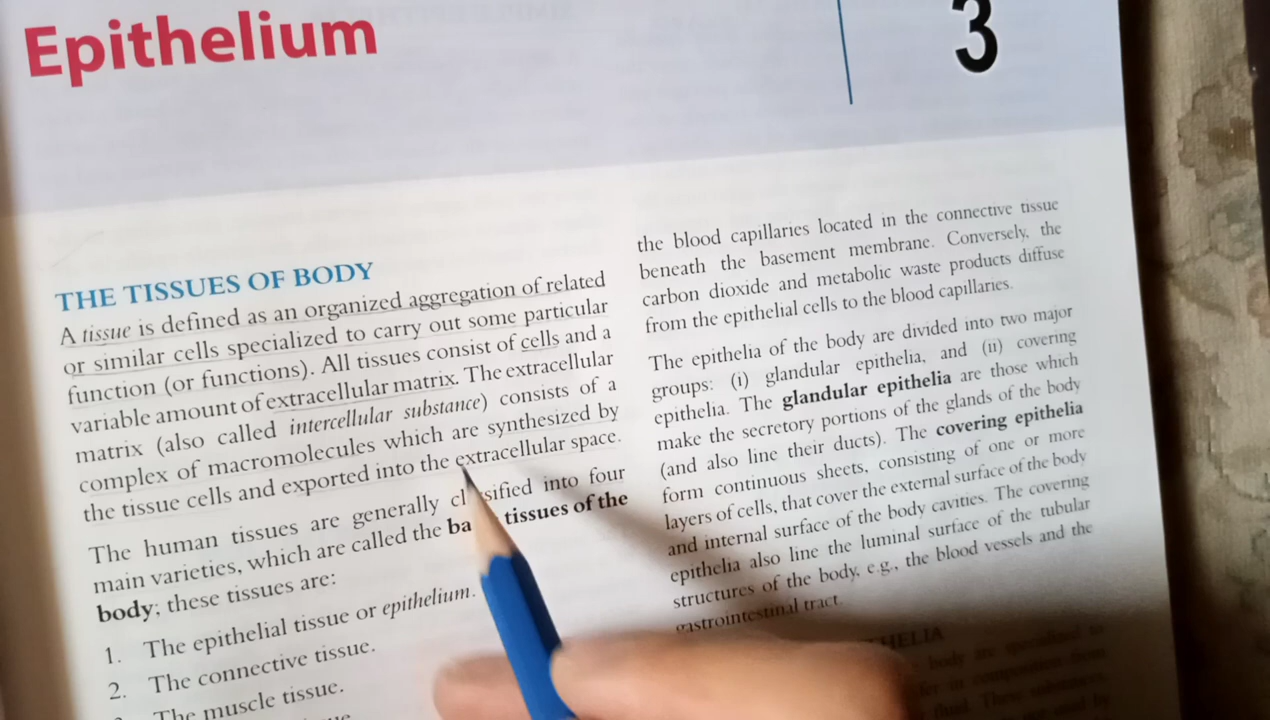 Epithelium
3
THE TISSUES OF BODY
A tissue is defined as an organized aggregation of related
or similar cells specialized to carry out some particular
function (or functions). All tissues consist of cells and a
variable amount of extracellular matrix. The extracellular
matrix (also called intercellular substance) consists of a
complex of macromolecules which are synthesized by
the tissue cells and exported into the extracellular space.
The human tissues are generally sified into four
main varieties, which are called the ba tissues of the
body; these tissues are:
1. The epithelial tissue or epithelium.
2. The connective tissue.
The muscle tissue.
the blood capillaries located in the connective tissue
beneath the basement membrane. Conversely, the
carbon dioxide and metabolic waste products diffuse
from the epithelial cells to the blood capillaries.
The epithelia of the body are divided into two major
groups: (i) glandular epithelia, and (ii) covering
epithelia. The glandular epithelia are those which
make the secretory portions of the glands of the body
(and also line their ducts). The covering epithelia
form continuous sheets, consisting of one or more
layers of cells, that cover the external surface of the body
and internal surface of the body cavities. The covering
epithelia also line the luminal surface of the tubular
structures of the body, e.g., the blood vessels and the
gastrointestinal tract.
body are specialized to